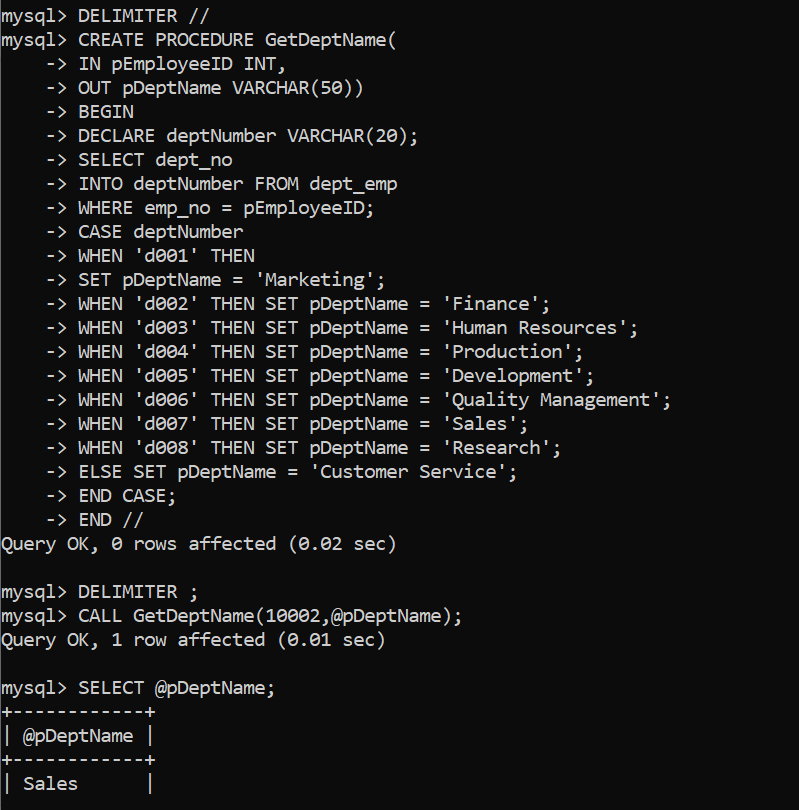 mysql> DELIMITER //
mysql> CREATE PROCEDURE GetDeptName(
    -> IN pEmployeeID INT,
    -> OUT pDeptName VARCHAR(50))
    -> BEGIN
    -> DECLARE deptNumber VARCHAR(20);
    -> SELECT dept_no
    -> INTO deptNumber FROM dept_emp
    -> WHERE emp_no = pEmployeeID;
    -> CASE deptNumber
    -> WHEN 'd001' THEN
    -> SET pDeptName = 'Marketing';
    -> WHEN 'd002' THEN SET pDeptName = 'Finance';
    -> WHEN 'd003' THEN SET pDeptName = 'Human Resources';
    -> WHEN 'd004' THEN SET pDeptName = 'Production';
    -> WHEN 'd005' THEN SET pDeptName = 'Development';
    -> WHEN 'd006' THEN SET pDeptName = 'Quality Management';
    -> WHEN 'd007' THEN SET pDeptName = 'Sales';
    -> WHEN 'd008' THEN SET pDeptName = 'Research';
    -> ELSE SET pDeptName = 'Customer Service';
    -> END CASE;
    -> END //
Query OK, 0 rows affected (0.02 sec)

mysql> DELIMITER ;
mysql> CALL GetDeptName(10002,@pDeptName);
Query OK, 1 row affected (0.01 sec)

mysql> SELECT @pDeptName;
+------------+
| @pDeptName |
+------------+
| Sales      |